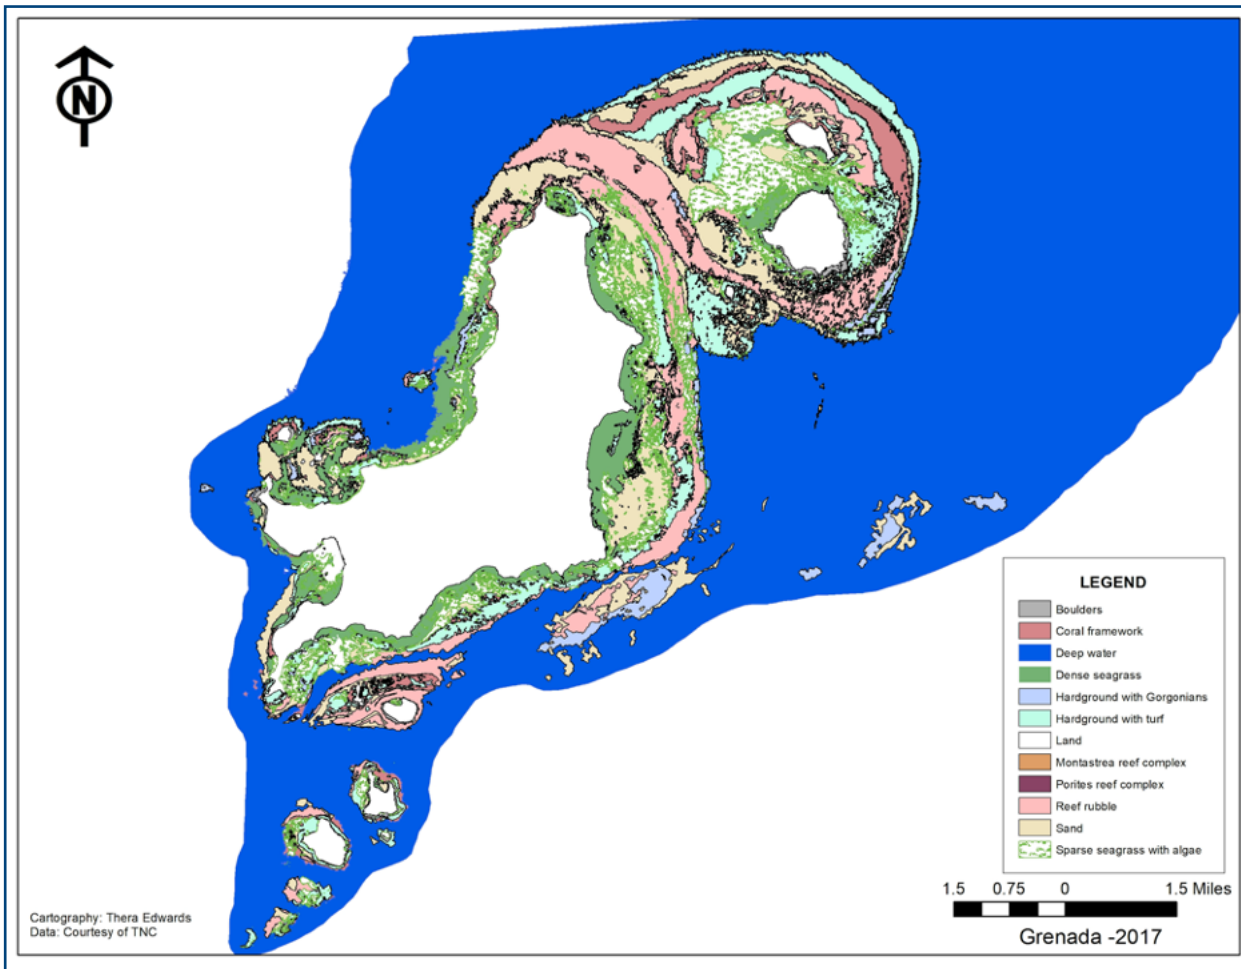 N
LEGEND
Boulders
Coral framework
Deep water
Dense seagrass
Hardground with Gorgonians
Hardground with turf
Land
Montastrea reef complex
Porites reef complex
Reef rubble
Sand
Sparse seagrass with algae
1.5 0.75 0 1.5 Miles
Grenada -2017
Cartography: Thera Edwards
Data: Courtesy of TNC